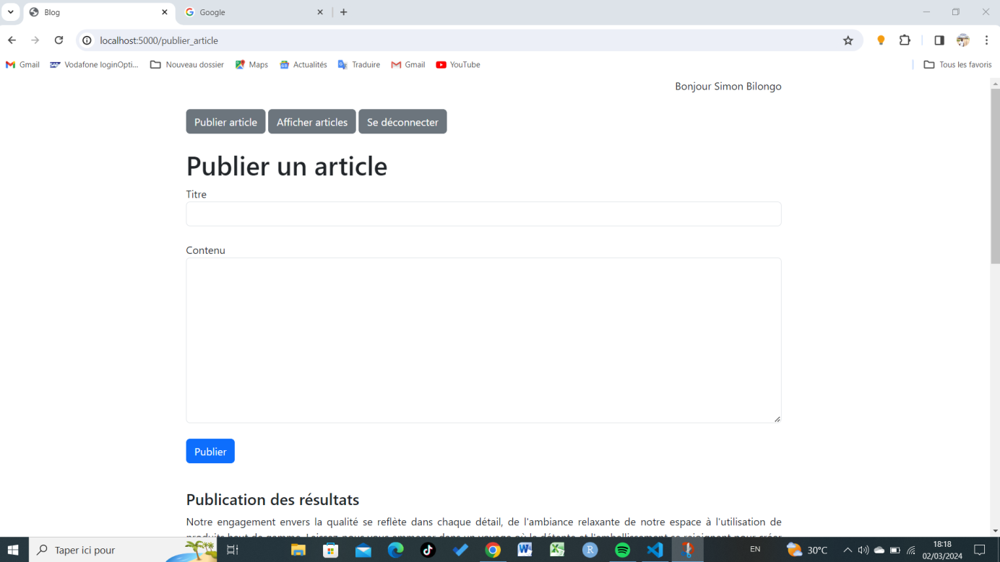 Blog
Google
localhost:5000/publier_article
Gmail
Vodafone loginOpti...
Nouveau dossier
Maps
Actualités
Traduire
Gmail
YouTube
Tous les favoris
Bonjour Simon Bilongo
Publier article
Afficher articles
Se déconnecter
Publier un article
Titre
Contenu
Publier
Publication des résultats
Notre engagement envers la qualité se reflète dans chaque détail, de l'ambiance relaxante de notre espace à l'utilisation de
Taper ici pour
EN
30°C
18:18
02/03/2024